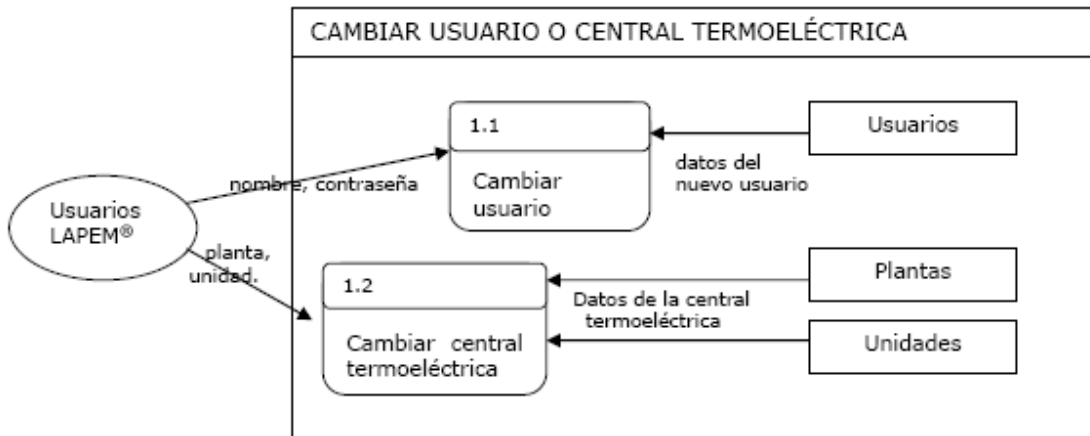 CAMBIAR USUARIO O CENTRAL TERMOELÉCTRICA
1.1
Cambiar
usuario
Usuarios
datos del
nuevo usuario
nombre, contraseña
Usuarios
LAPEM®
planta,
unidad.
1.2
Cambiar central
termoeléctrica
Plantas
Datos de la central
termoeléctrica
Unidades